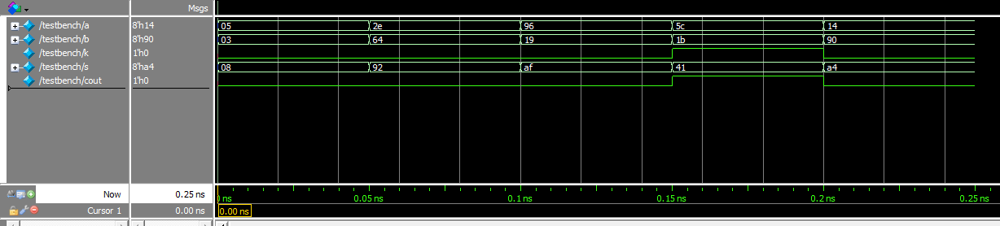 Msgs
/testbench/a 8'h14 05 2e 96 5c 14
/testbench/b 8'h90 03 64 19 1b 90
/testbench/k 1'h0
/testbench/s 8'ha4 08 92 af 41 a4
/testbench/cout 1'h0
Now 0.25 ns ns 0.05 ns 0.1 ns 0.15 ns 0.2 ns 0.25 ns
Cursor 1 0.00 ns 0.00 ns